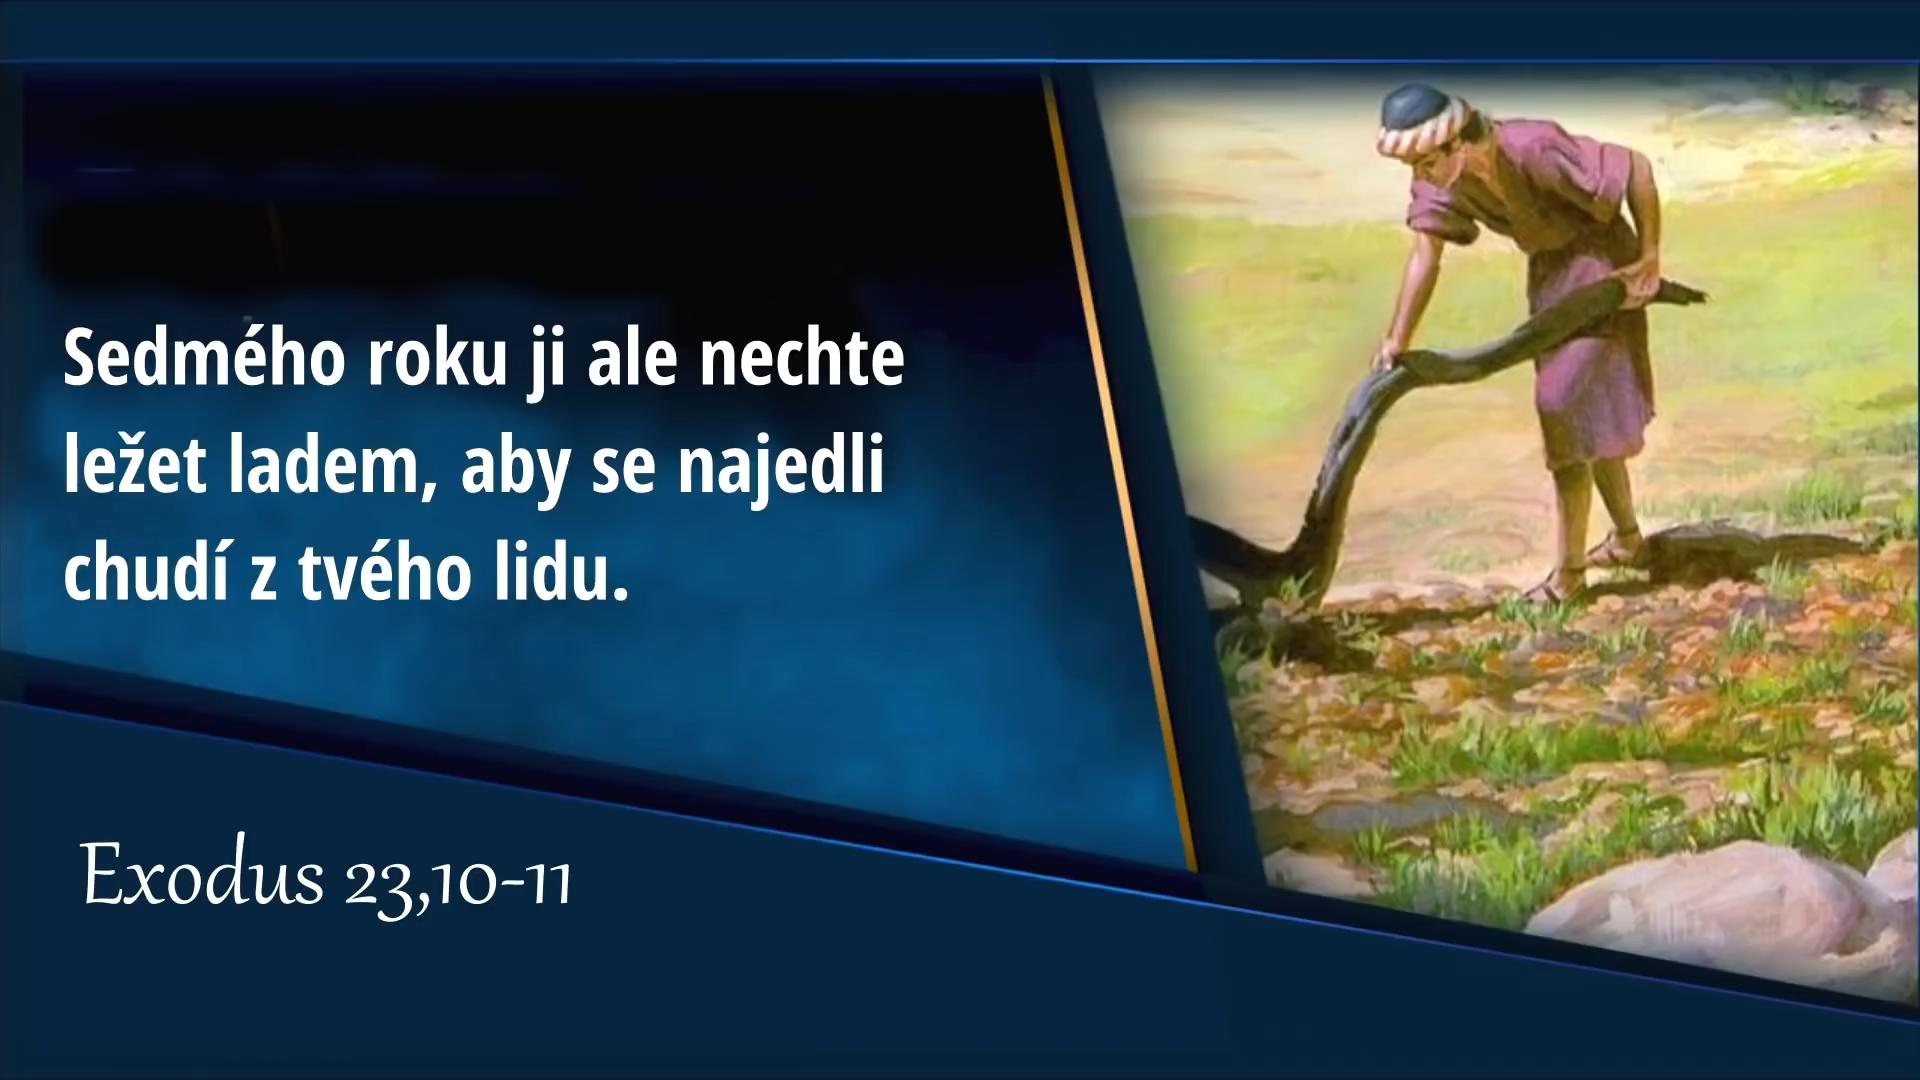 Sedmého roku ji ale nechte
ležet ladem, aby se najedli
chudí z tvého lidu.
Exodus 23,10-11